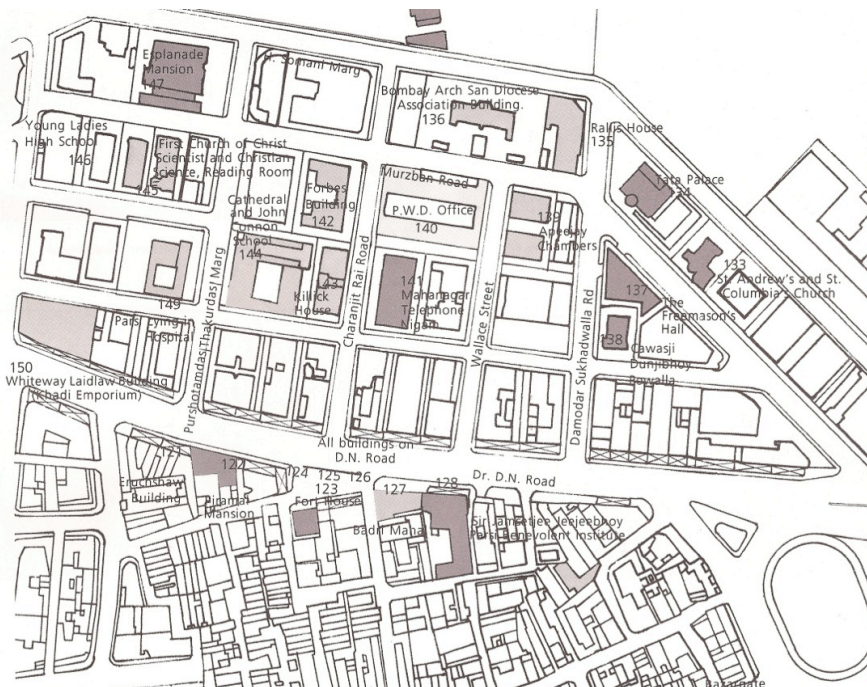 Esplanade
Mansion
147
H. Somani Marg
Bombay Arch San Diocese
Association Building.
136
Rallis House
135
Young Ladies
High School
146
First Church of Christ
Scientist and Christian
Science, Reading Room
145
Murzban Road
Tata Palace
134
Forbes
Building
142
Cathedral
and John
Connon
School
144
P.W.D. Office
140
139
Apeejay
Chambers
133
St. Andrew's and St.
Columbia's Church
149
Parsi Lying-in
Hospital
Purshotamdas Thakurdas Marg
143
Killick
House
Charanjit Rai Road
141
Mahanagar
Telephone
Nigam
Wallace Street
Damodar Sukhadwalla Rd
137
The
Freemason's
Hall
138
Cawasji
Dunjibhoy
Rowalla
150
Whiteway Laidlaw Building
(Khadi Emporium)
All buildings on
D.N. Road
Dr. D.N. Road
121
Eruchshaw
Building
122
Piramal
Mansion
124
125
126
123
Fort House
127
Badri Mahal
128
Sir Jamsetjee Jeejeebhoy
Parsi Benevolent Institute
Bazargate